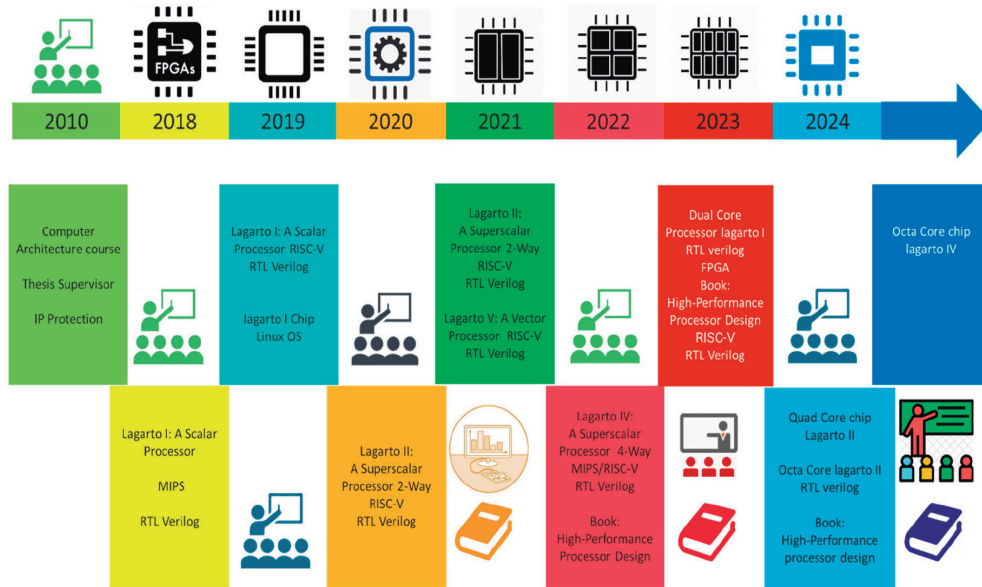 FPGAs
2010
2018
2019
2020
2021
2022
2023
2024
Computer
Architecture course
Thesis Supervisor
IP Protection
Lagarto I: A Scalar
Processor RISC-V
RTL Verilog
lagarto I Chip
Linux OS
Lagarto II:
A Superscalar
Processor 2-Way
RISC-V
RTL Verilog
Lagarto V: A Vector
Processor RISC-V
RTL Verilog
Dual Core
Processor lagarto I
RTL verilog
FPGA
Book:
High-Performance
Processor Design
RISC-V
RTL Verilog
Octa Core chip
lagarto IV
Lagarto I: A Scalar
Processor
MIPS
RTL Verilog
Lagarto II:
A Superscalar
Processor 2-Way
RISC-V
RTL Verilog
Lagarto IV:
A Superscalar
Processor 4-Way
MIPS/RISC-V
RTL Verilog
Book:
High-Performance
Processor Design
Quad Core chip
Lagarto II
Octa Core lagarto II
RTL verilog
Book:
High-Performance
processor design